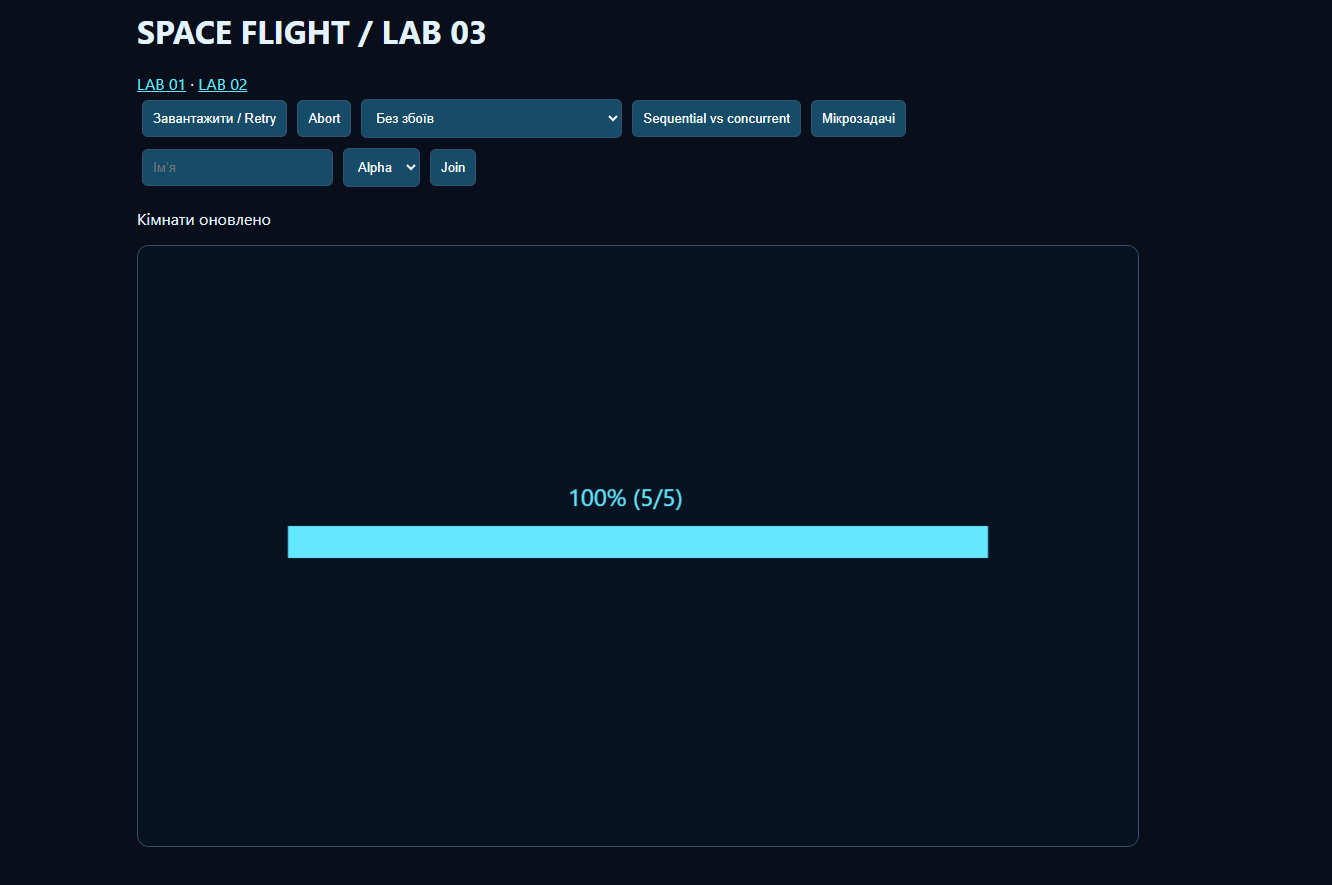 SPACE FLIGHT / LAB 03
LAB 01 · LAB 02
Завантажити / Retry Abort Без збоїв Sequential vs concurrent Мікрозадачі
Ім'я Alpha Join
Кімнати оновлено
100% (5/5)